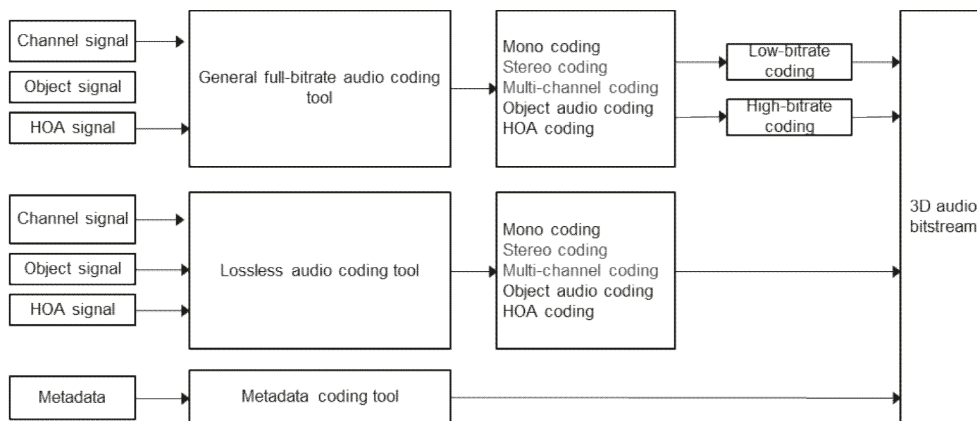 Channel signal
Object signal
HOA signal
General full-bitrate audio coding
tool
Mono coding
Stereo coding
Multi-channel coding
Object audio coding
HOA coding
Low-bitrate
coding
High-bitrate
coding
Channel signal
Object signal
HOA signal
Lossless audio coding tool
Mono coding
Stereo coding
Multi-channel coding
Object audio coding
HOA coding
3D audio
bitstream
Metadata
Metadata coding tool